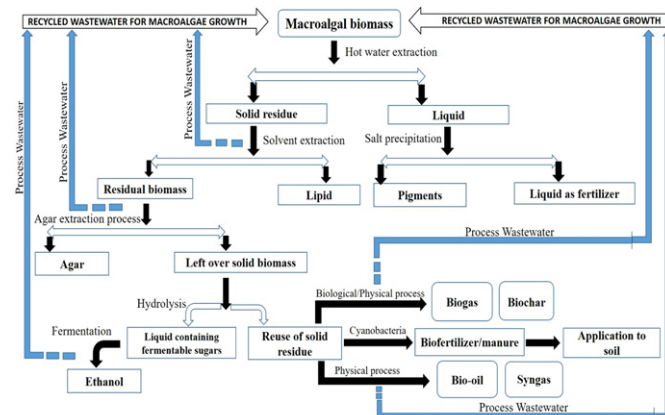 RECYCLED WASTEWATER FOR MACROALGAE GROWTH
Macroalgal biomass
RECYCLED WASTEWATER FOR MACROALGAE GROWTH
Hot water extraction
Process Wastewater
Process Wastewater
Process Wastewater
Solid residue
Liquid
Solvent extraction
Salt precipitation
Residual biomass
Lipid
Pigments
Liquid as fertilizer
Agar extraction process
Process Wastewater
Agar
Left over solid biomass
Biological/Physical process
Biogas
Biochar
Hydrolysis
Fermentation
Liquid containing
fermentable sugars
Reuse of solid
residue
Cyanobacteria
Biofertilizer/manure
Application to
soil
Ethanol
Physical process
Bio-oil
Syngas
Process Wastewater